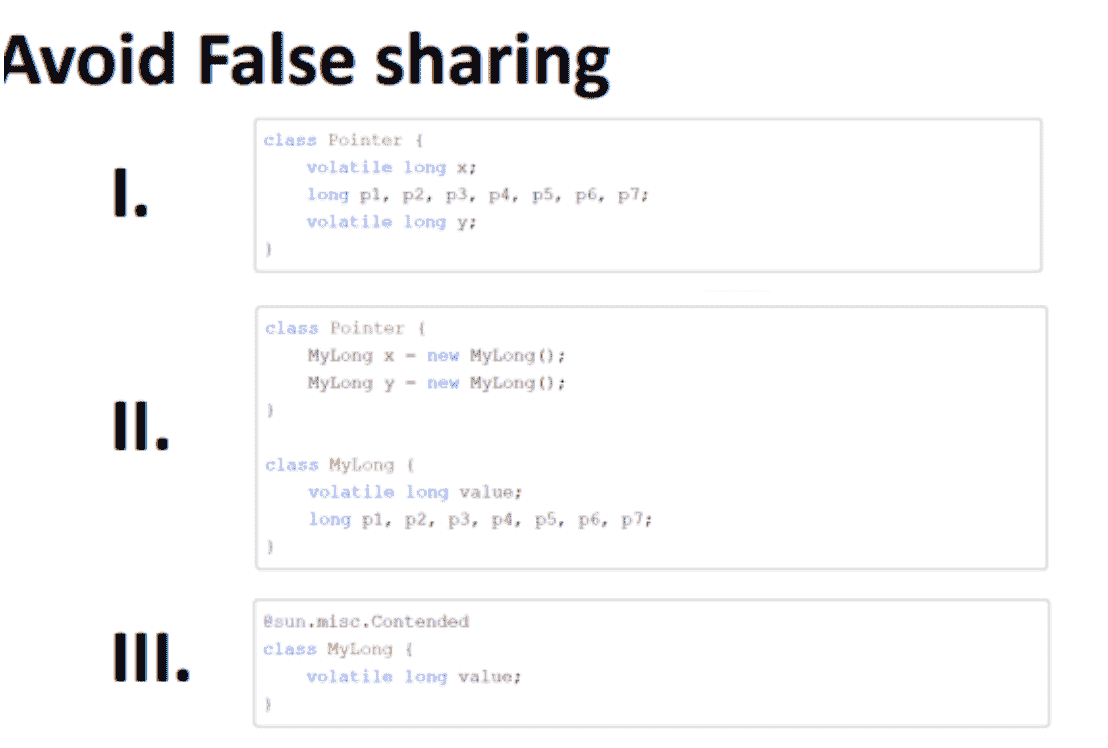 Avoid False sharing
I.
class Pointer {
volatile long x;
long p1, p2, p3, p4, p5, p6, p7;
volatile long y;
}
II.
class Pointer {
MyLong x = new MyLong();
MyLong y = new MyLong();
}
class MyLong {
volatile long value;
long p1, p2, p3, p4, p5, p6, p7;
}
III.
@sun.misc.Contended
class MyLong {
volatile long value;
}